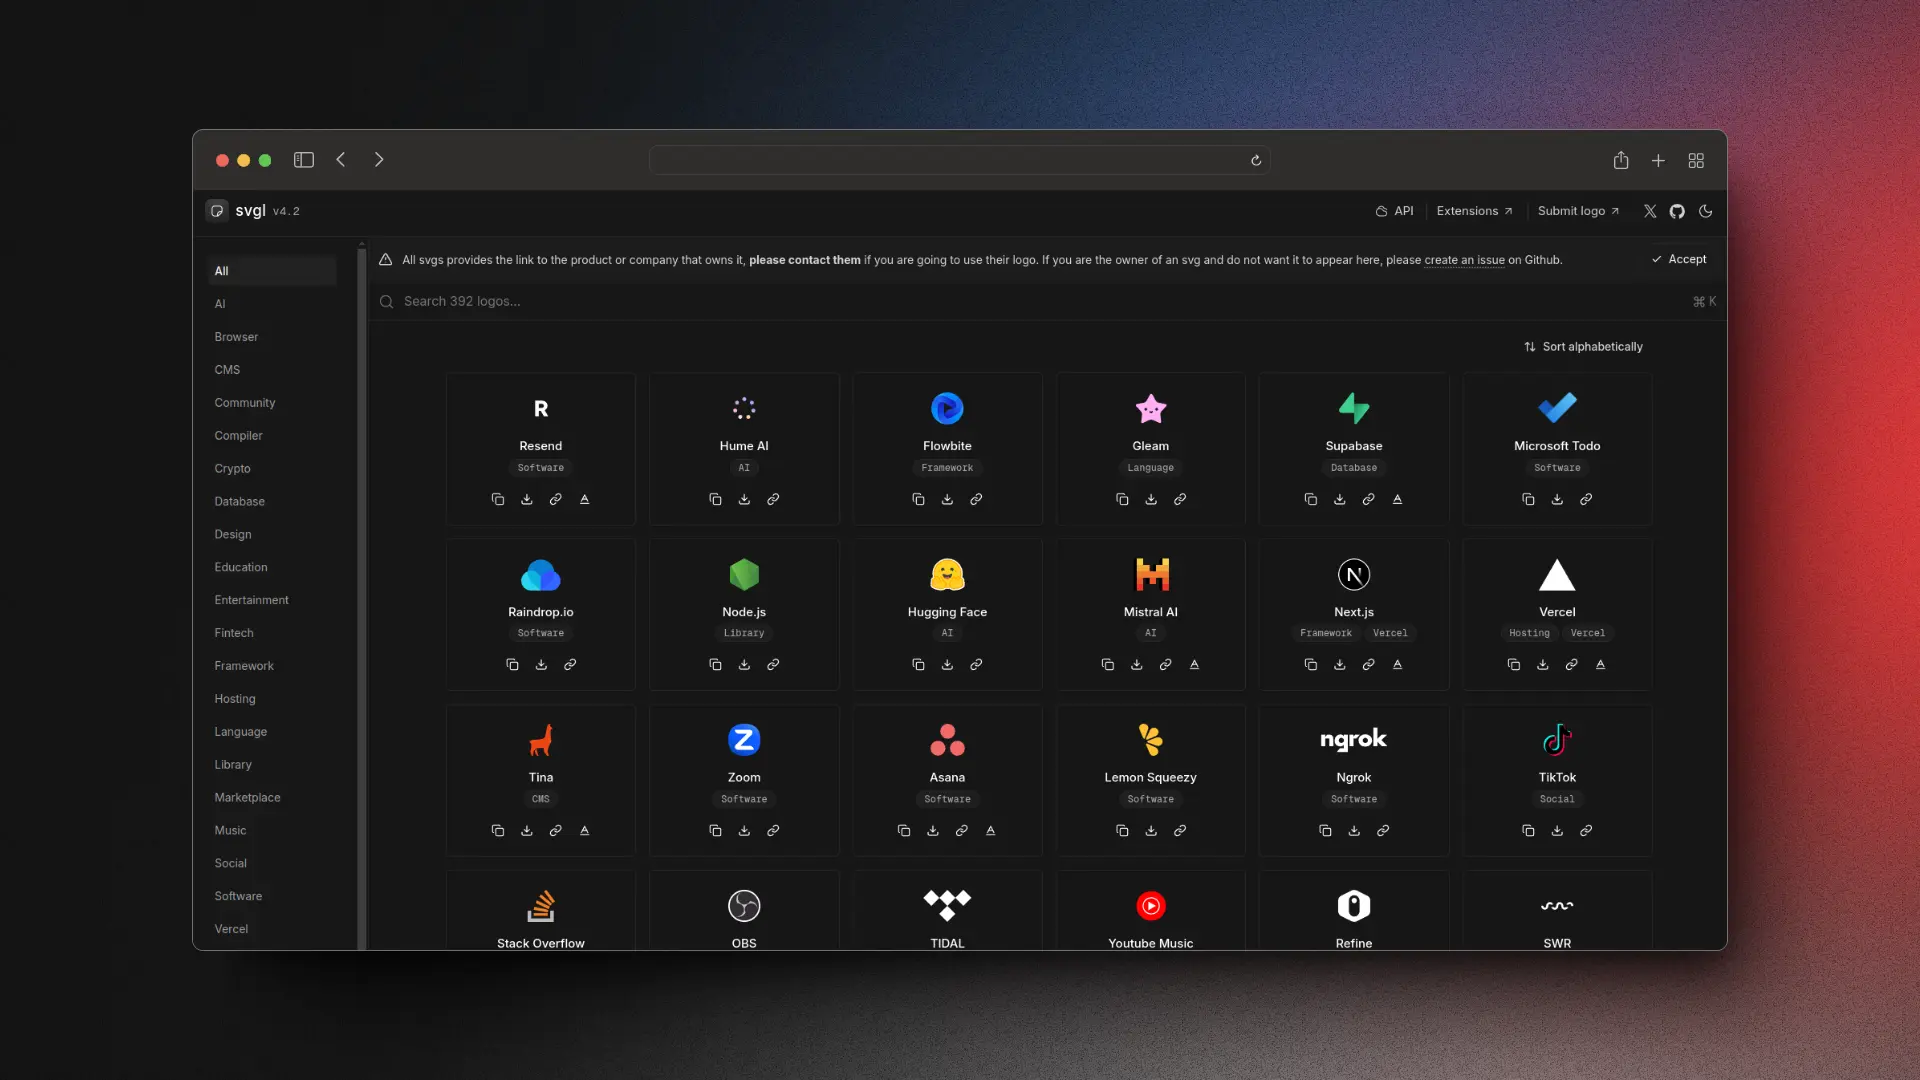 svgl v4.2
API
Extensions
Submit logo
All svgs provides the link to the product or company that owns it, please contact them if you are going to use their logo. If you are the owner of an svg and do not want it to appear here, please create an issue on Github.
Accept
Search 392 logos...
⌘ K
Sort alphabetically
All
AI
Browser
CMS
Community
Compiler
Crypto
Database
Design
Education
Entertainment
Fintech
Framework
Hosting
Language
Library
Marketplace
Music
Social
Software
Vercel
R
Resend
Software
Hume AI
AI
Flowbite
Framework
Gleam
Language
Supabase
Database
Microsoft Todo
Software
Raindrop.io
Software
Node.js
Library
Hugging Face
AI
Mistral AI
AI
N
Next.js
Framework Vercel
Vercel
Hosting Vercel
Tina
CMS
Z
Zoom
Software
Asana
Software
Lemon Squeezy
Software
ngrok
Ngrok
Software
TikTok
Social
Stack Overflow
OBS
TIDAL
Youtube Music
Refine
SWR